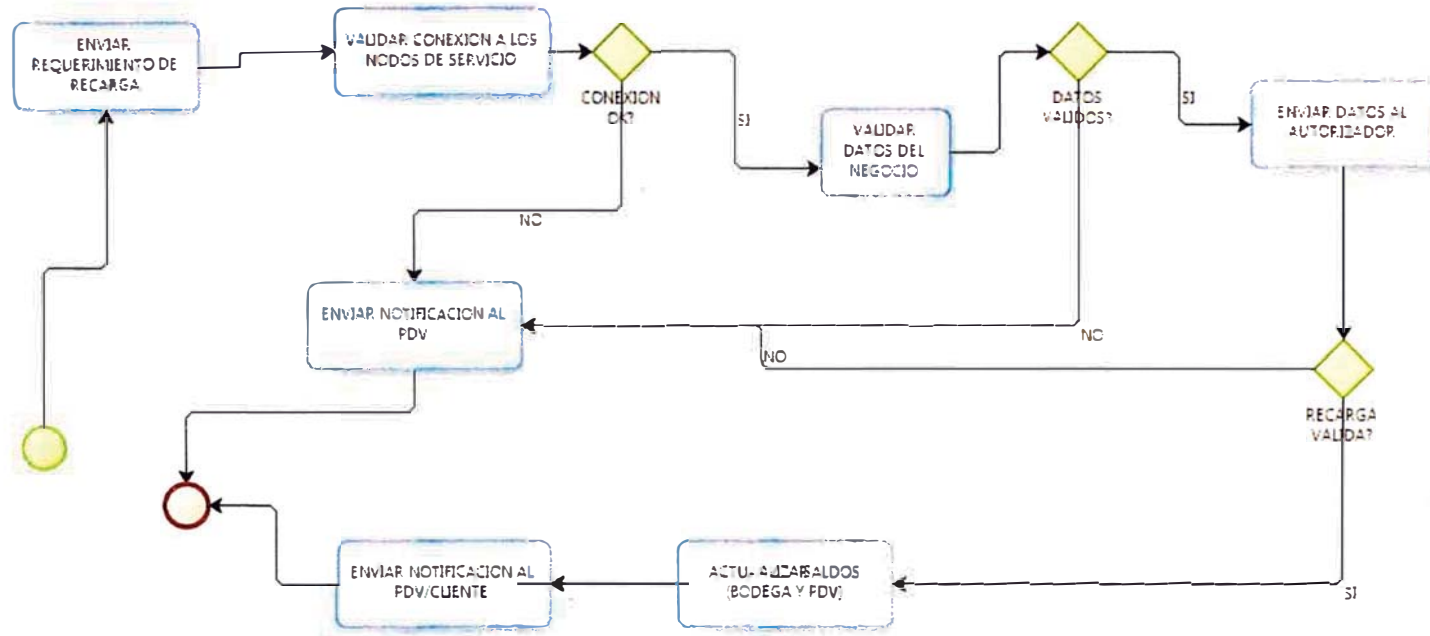 ENVIAR
REQUERIMIENTO DE
RECARGA
VALIDAR CONEXION A LOS
NODOS DE SERVICIO
CONEXION
OK?
SI
NO
VALIDAR
DATOS DEL
NEGOCIO
DATOS
VALIDOS?
SI
NO
ENVIAR DATOS AL
AUTORIZADOR
ENVIAR NOTIFICACION AL
PDV
NO
RECARGA
VALIDA?
SI
ENVIAR NOTIFICACION AL
PDV/CLIENTE
(BODEGA Y PDV)